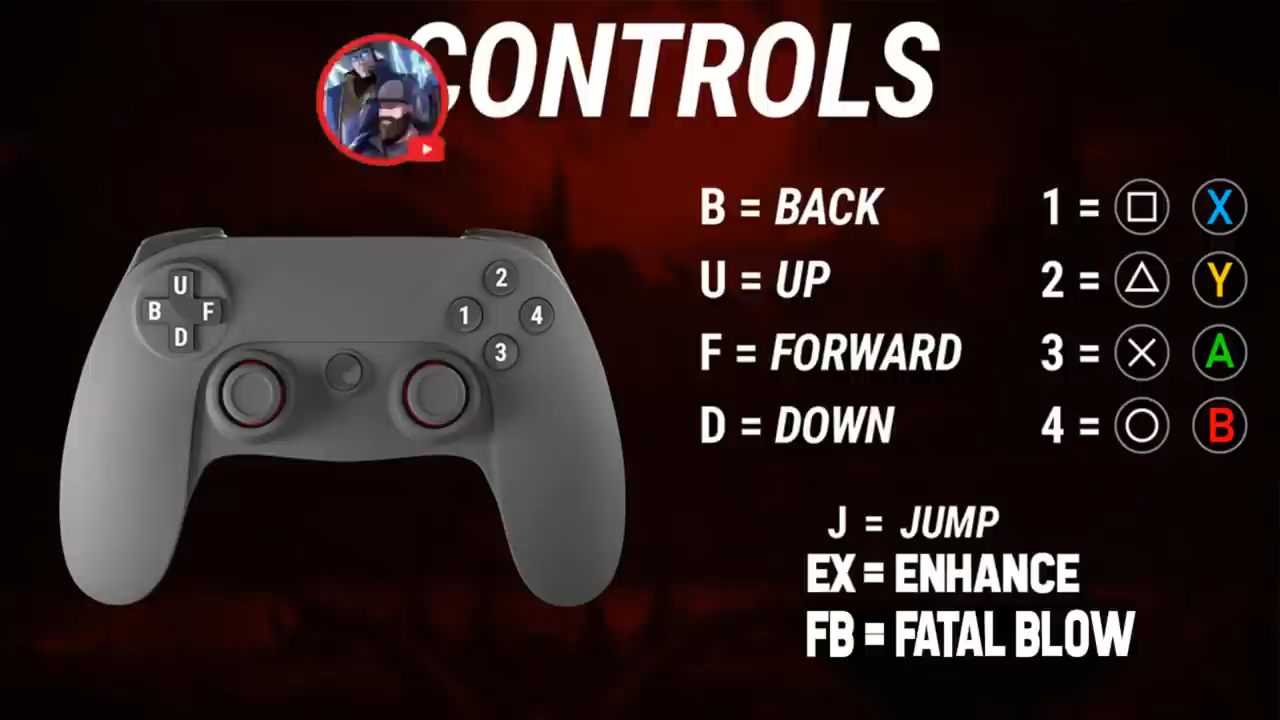 CONTROLS
U
B F
D
2
1 4
3
B = BACK
U = UP
F = FORWARD
D = DOWN
1 = □ X
2 = △ Y
3 = ✕ A
4 = ○ B
J = JUMP
EX = ENHANCE
FB = FATAL BLOW